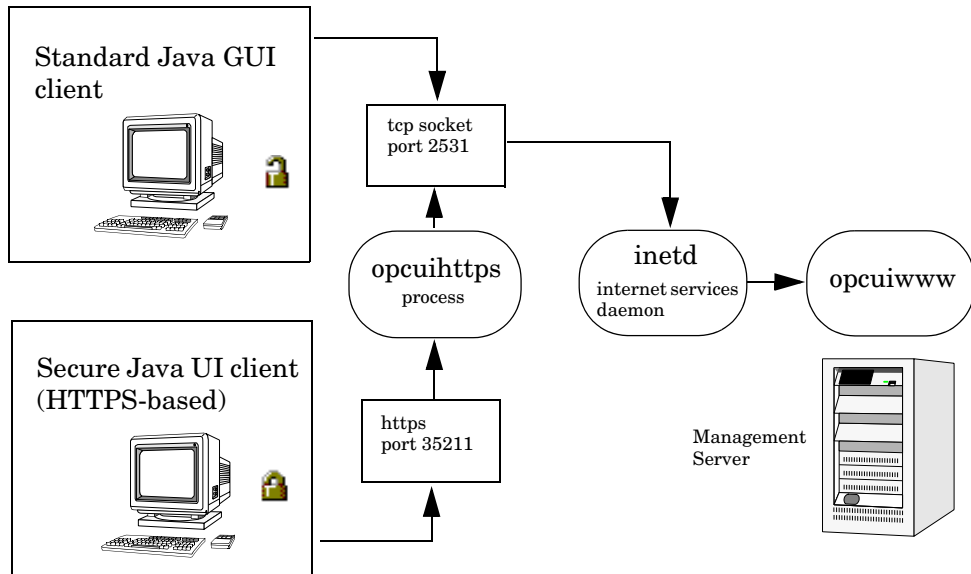 Standard Java GUI
client
tcp socket
port 2531
opcuihttps
process
inetd
internet services
daemon
opcuiwww
Secure Java UI client
(HTTPS-based)
https
port 35211
Management
Server